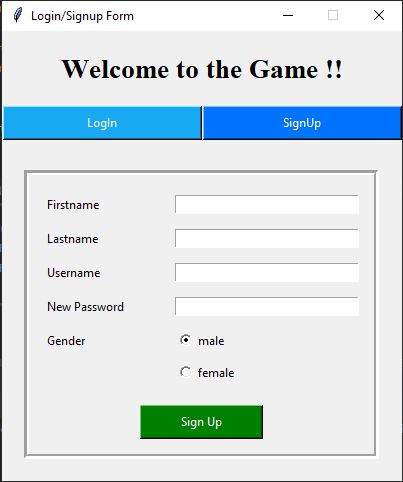 Login/Signup Form
Welcome to the Game !!
LogIn SignUp
Firstname
Lastname
Username
New Password
Gender male
female
Sign Up